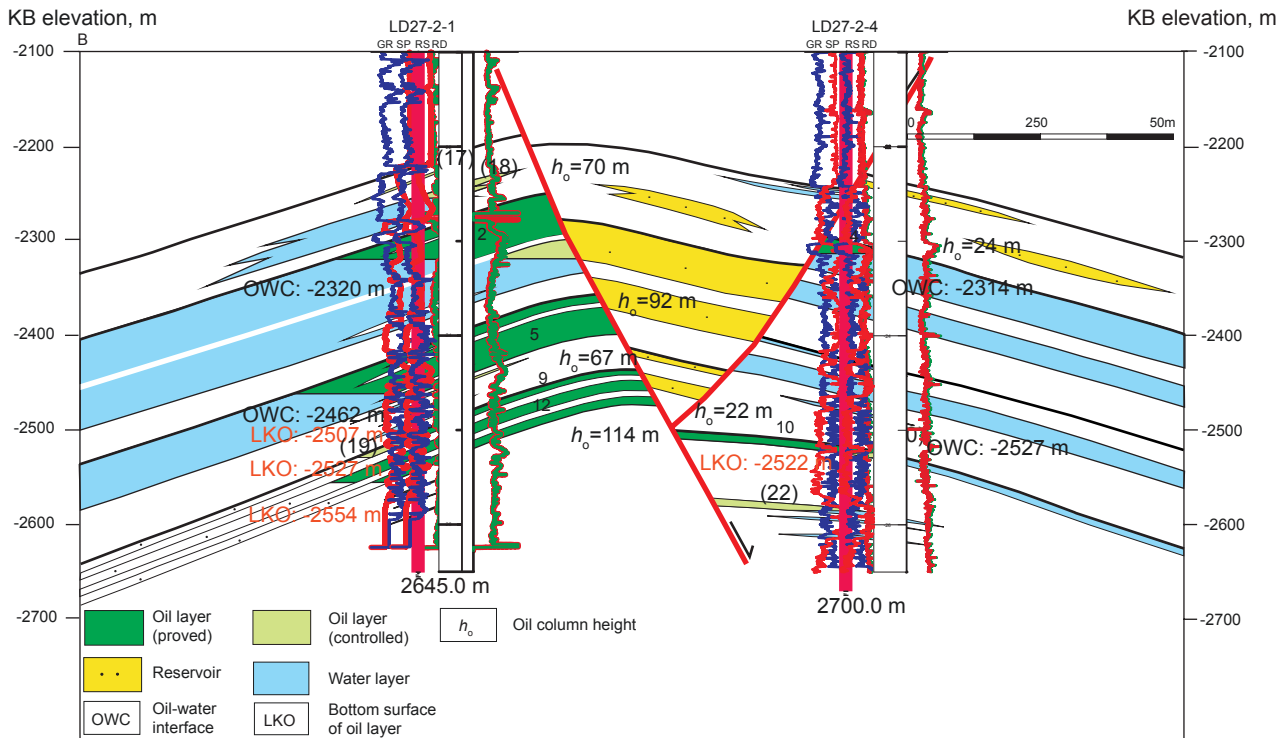 KB elevation, m
LD27-2-1
LD27-2-4
KB elevation, m
B
GR SP RS RD
GR SP RS RD
-2100
-2100
0
250
50m
-2200
(17)
(18)
hₒ=70 m
-2200
-2300
2
hₒ=24 m
-2300
OWC: -2320 m
hₒ=92 m
OWC: -2314 m
-2400
5
-2400
hₒ=67 m
9
OWC: -2462 m
12
hₒ=22 m
-2500
LKO: -2507 m
hₒ=114 m
10
-2500
(19)
OWC: -2527 m
LKO: -2527 m
LKO: -2522 m
(22)
LKO: -2554 m
-2600
-2600
2645.0 m
2700.0 m
-2700
-2700
Oil layer
(proved)
Oil layer
(controlled)
hₒ
Oil column height
Reservoir
Water layer
OWC
Oil-water
interface
LKO
Bottom surface
of oil layer